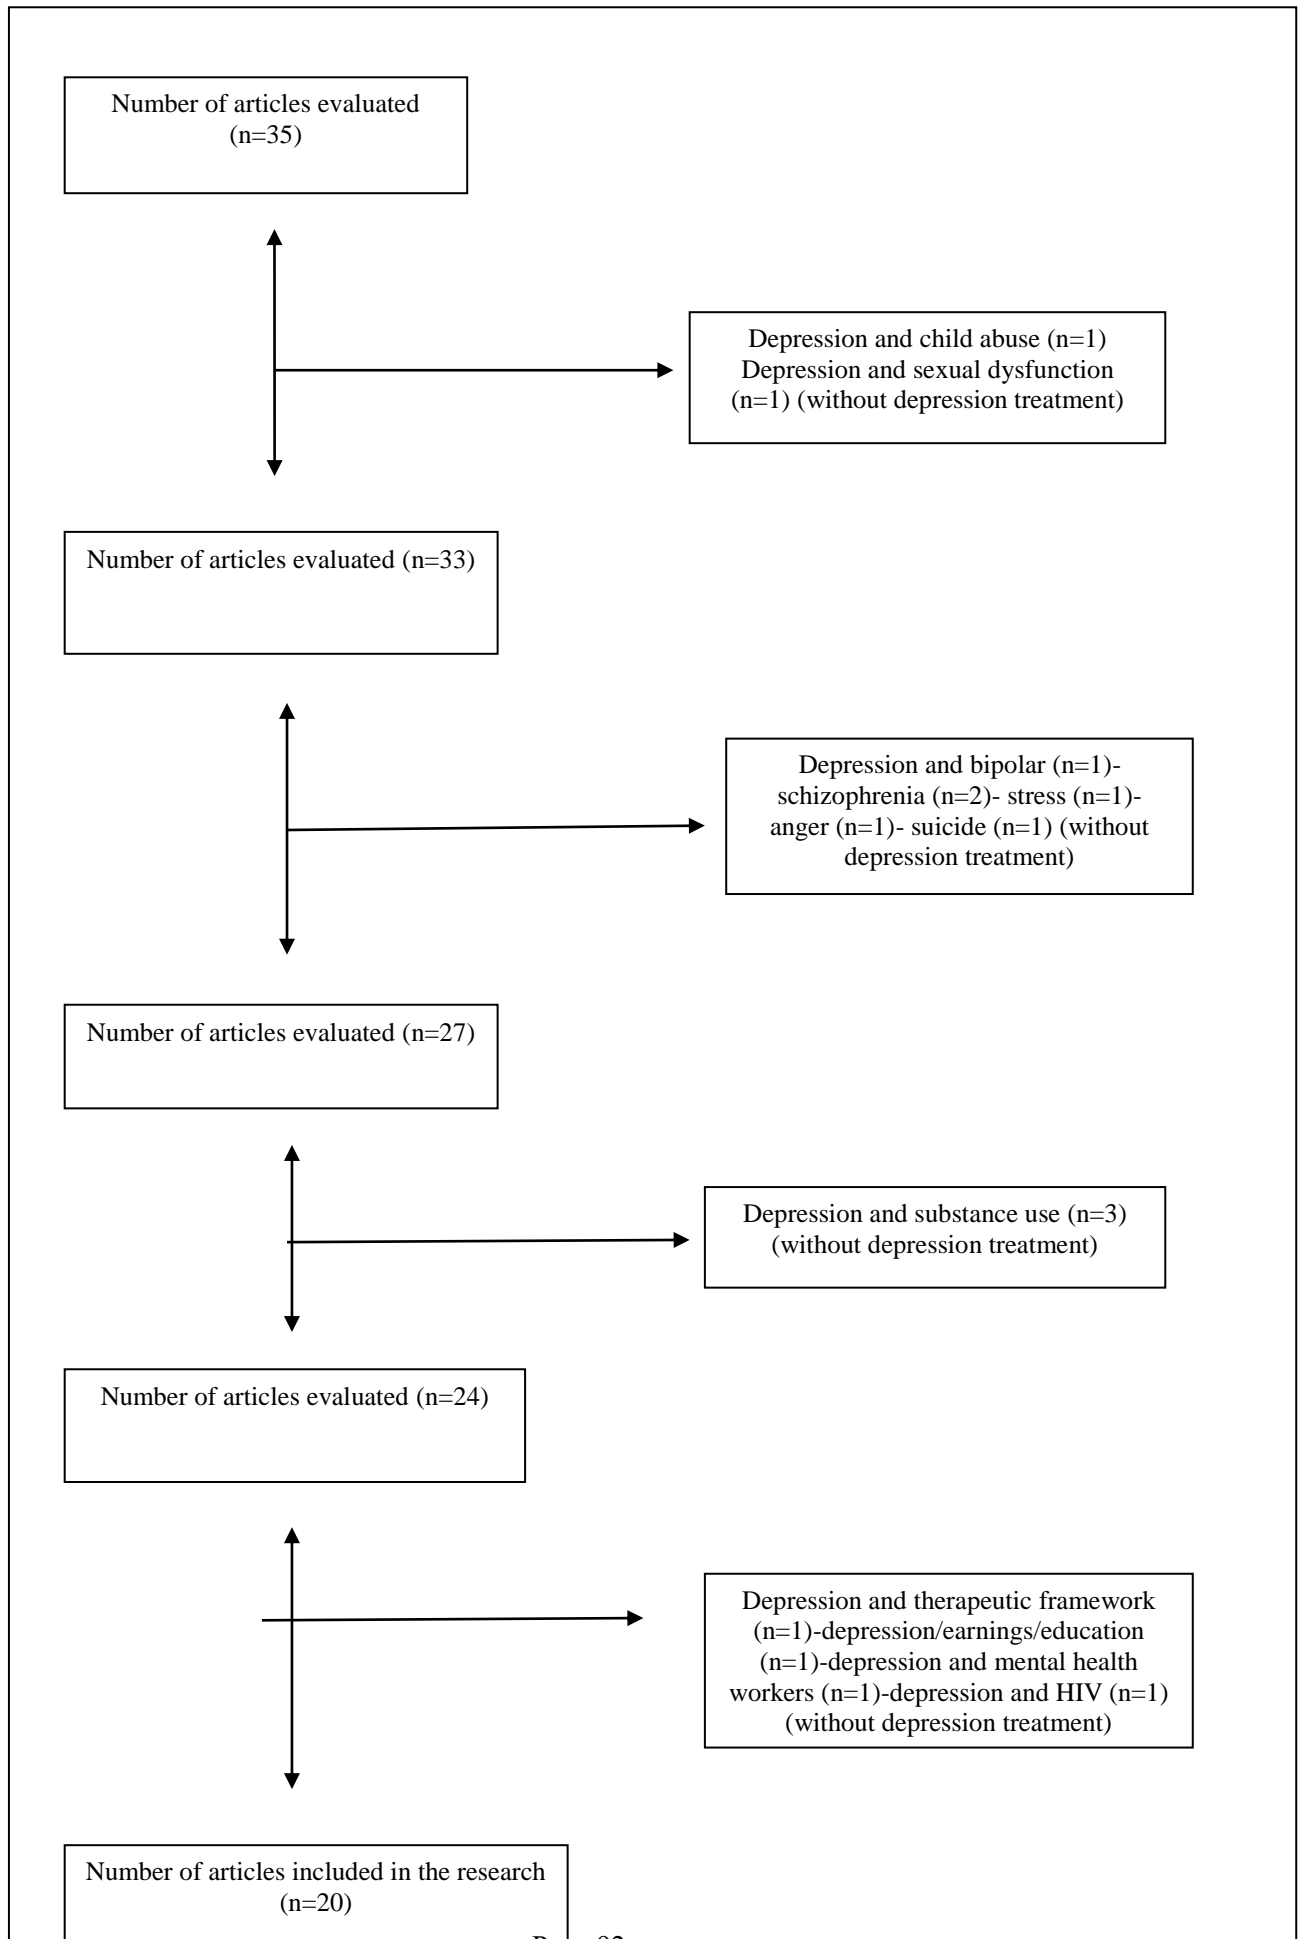 Number of articles evaluated
(n=35)
Depression and child abuse (n=1)
Depression and sexual dysfunction
(n=1) (without depression treatment)
Number of articles evaluated (n=33)
Depression and bipolar (n=1)-
schizophrenia (n=2)- stress (n=1)-
anger (n=1)- suicide (n=1) (without
depression treatment)
Number of articles evaluated (n=27)
Depression and substance use (n=3)
(without depression treatment)
Number of articles evaluated (n=24)
Depression and therapeutic framework
(n=1)-depression/earnings/education
(n=1)-depression and mental health
workers (n=1)-depression and HIV (n=1)
(without depression treatment)
Number of articles included in the research
(n=20)